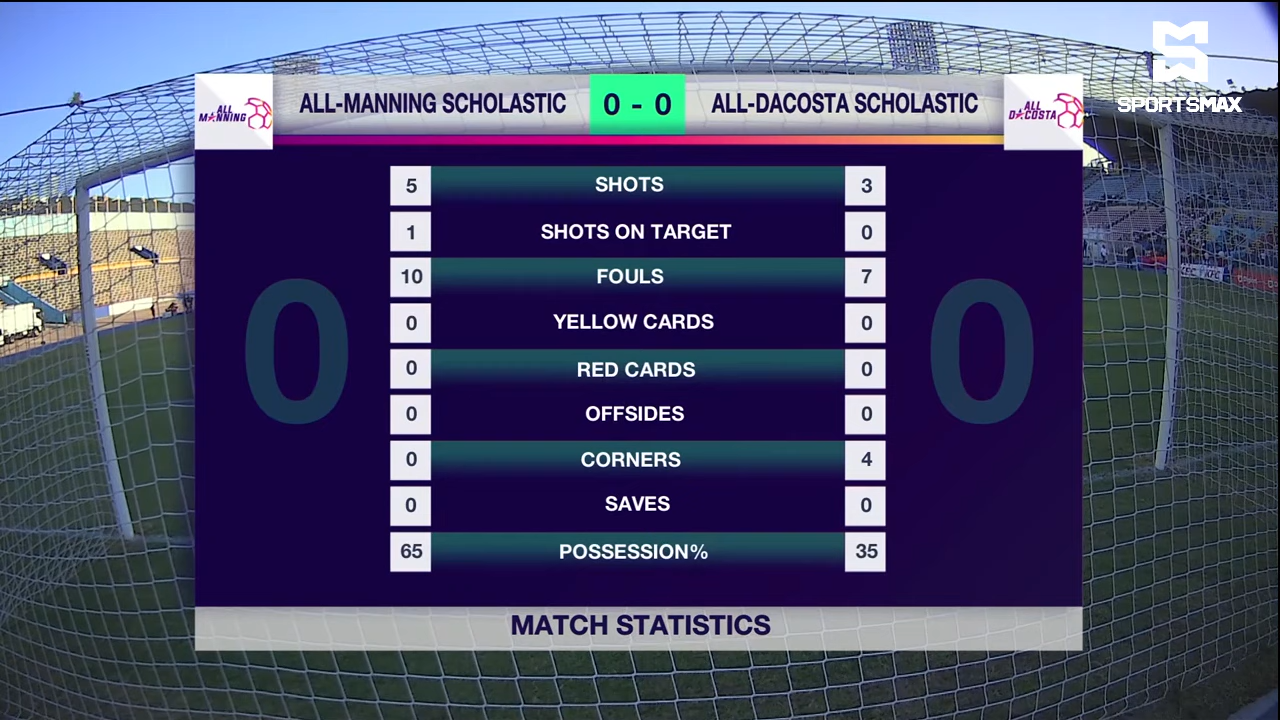 SPORTSMAX
ALL MANNING
ALL-MANNING SCHOLASTIC 0 - 0 ALL-DACOSTA SCHOLASTIC
ALL DACOSTA
5 SHOTS 3
1 SHOTS ON TARGET 0
10 FOULS 7
0 YELLOW CARDS 0
0 RED CARDS 0
0 OFFSIDES 0
0 CORNERS 4
0 SAVES 0
65 POSSESSION% 35
0 0
MATCH STATISTICS